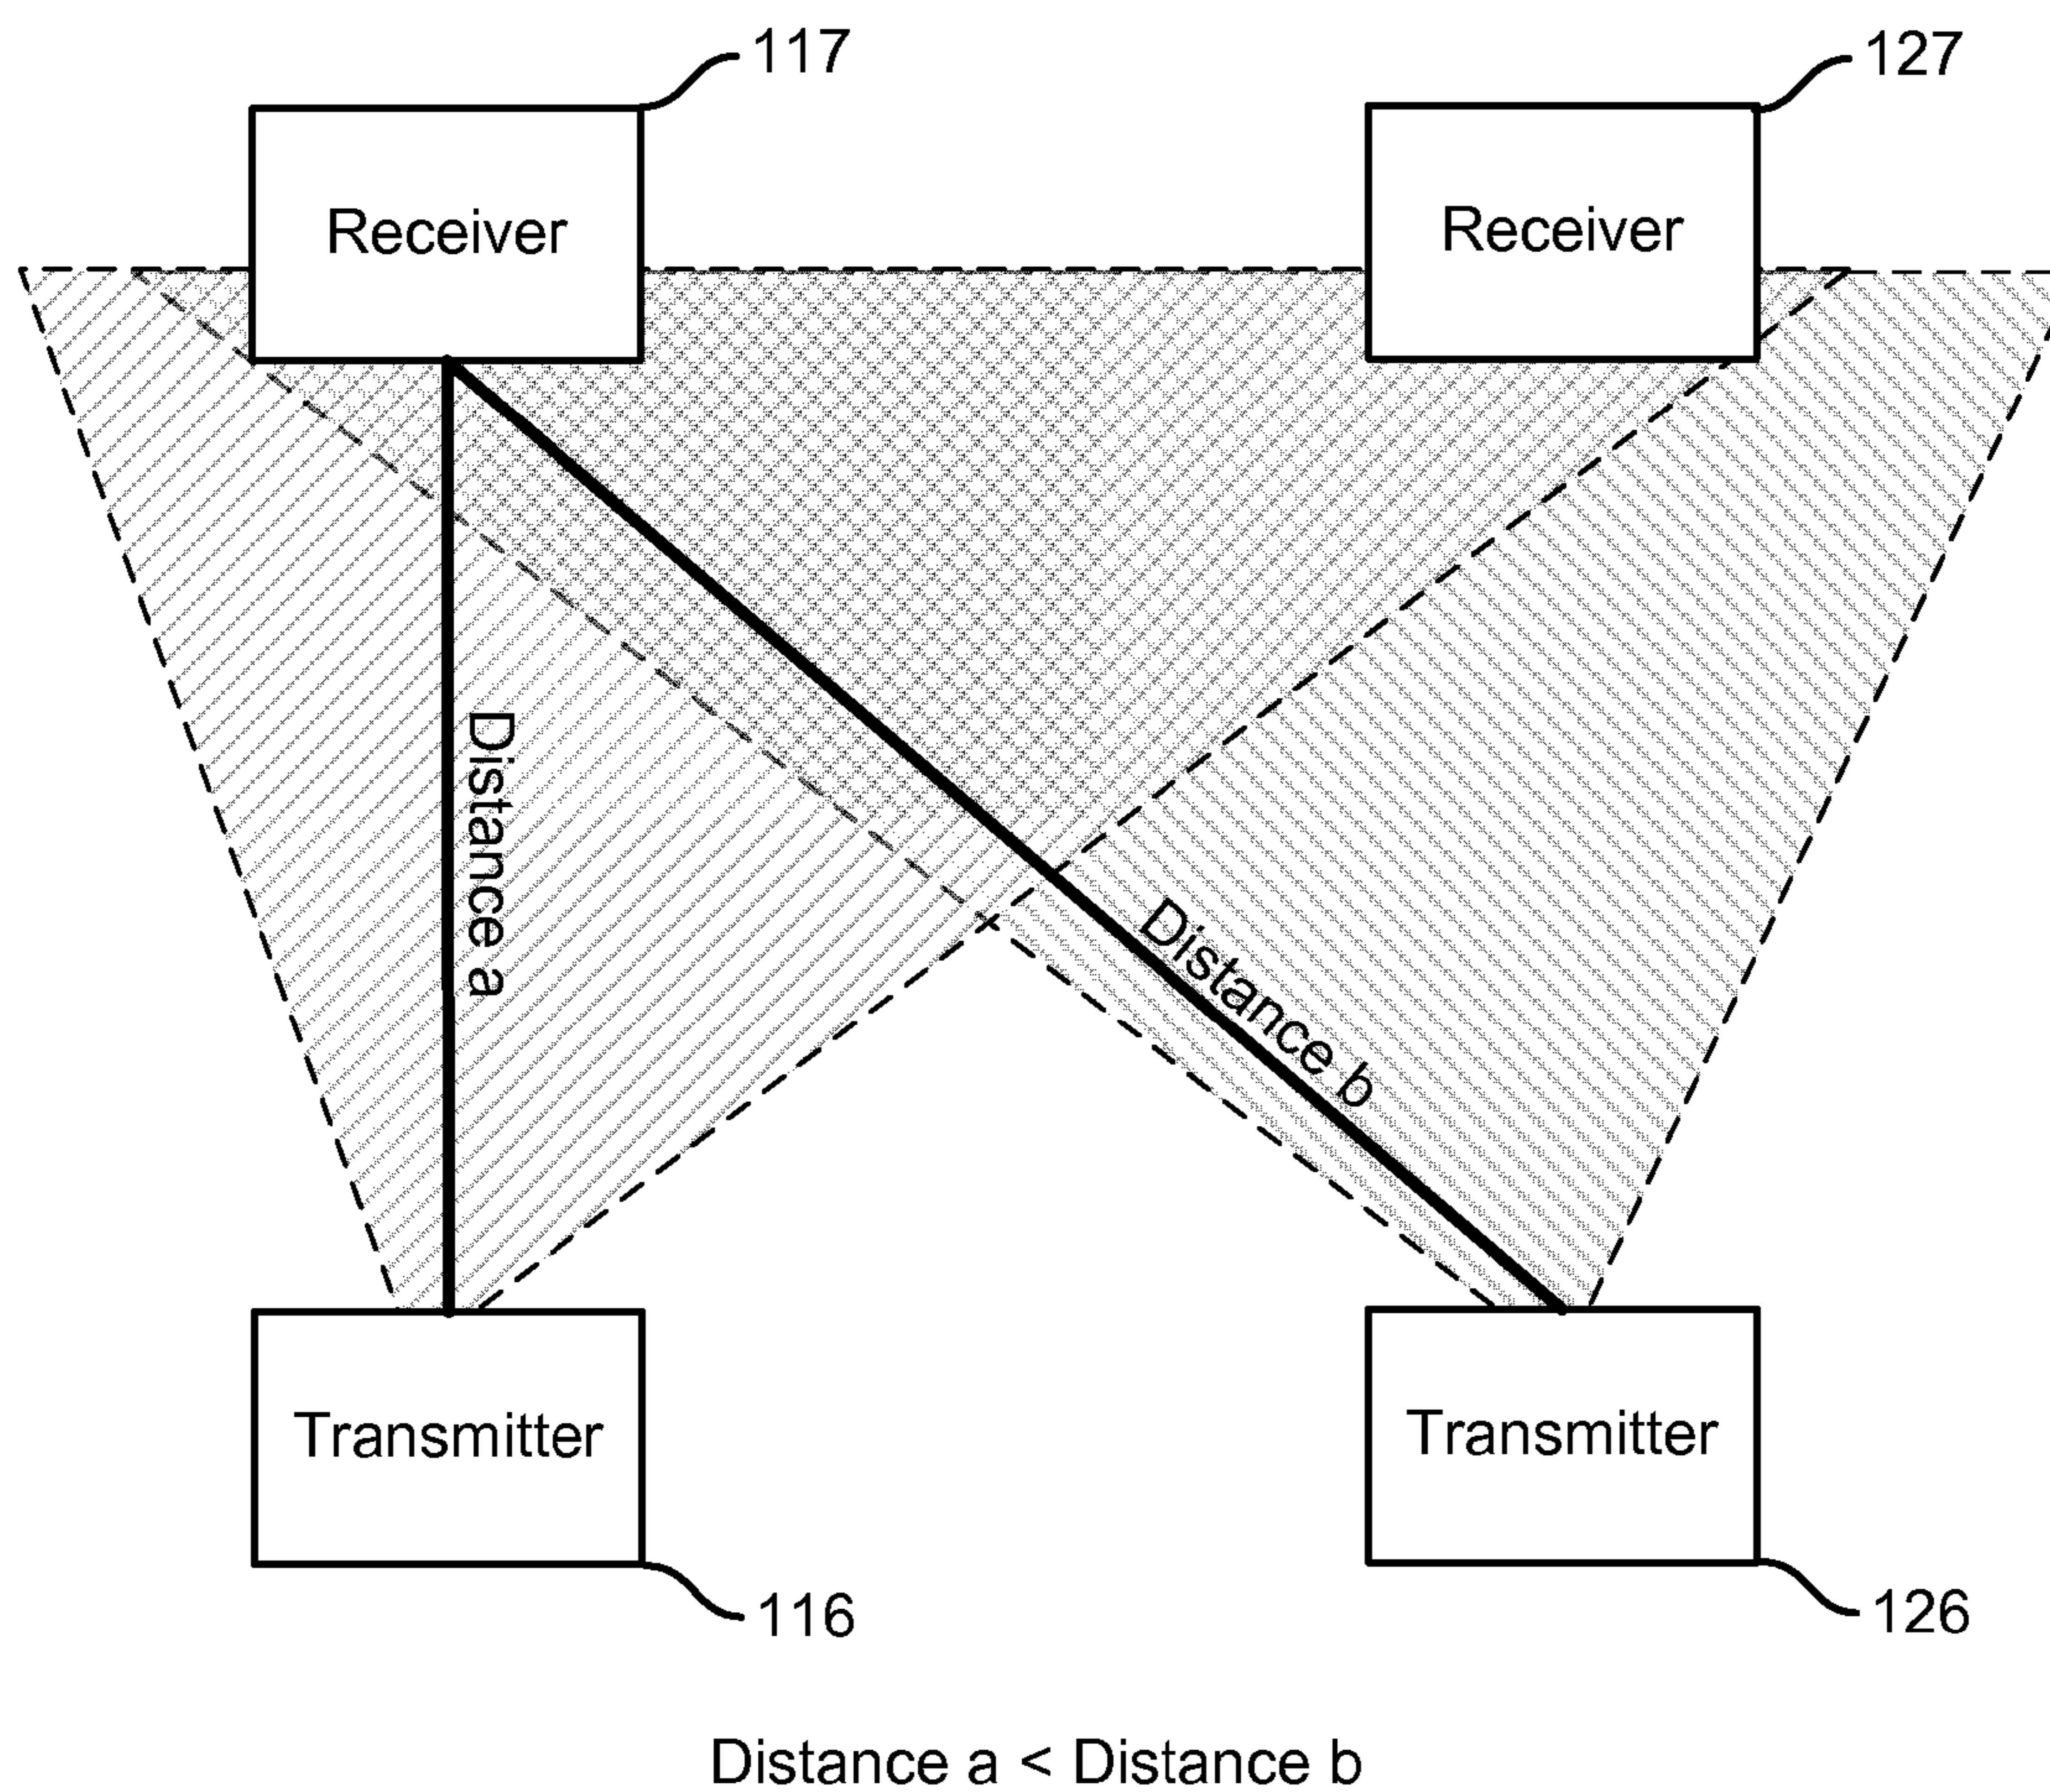 117
127
Receiver
Receiver
Distance a
Distance b
Transmitter
Transmitter
116
126
Distance a < Distance b